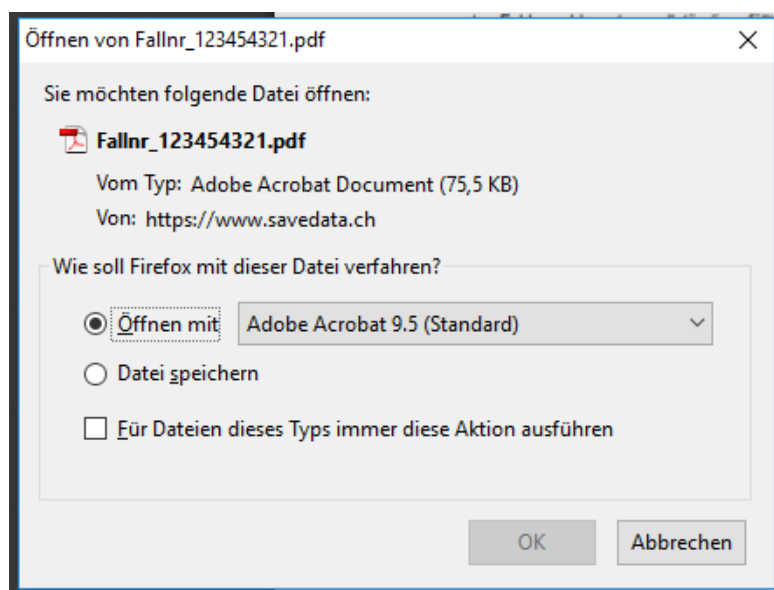 Öffnen von Fallnr_123454321.pdf
Sie möchten folgende Datei öffnen:
Fallnr_123454321.pdf
Vom Typ: Adobe Acrobat Document (75,5 KB)
Von: https://www.savedata.ch
Wie soll Firefox mit dieser Datei verfahren?
Öffnen mit Adobe Acrobat 9.5 (Standard)
Datei speichern
Für Dateien dieses Typs immer diese Aktion ausführen
OK Abbrechen